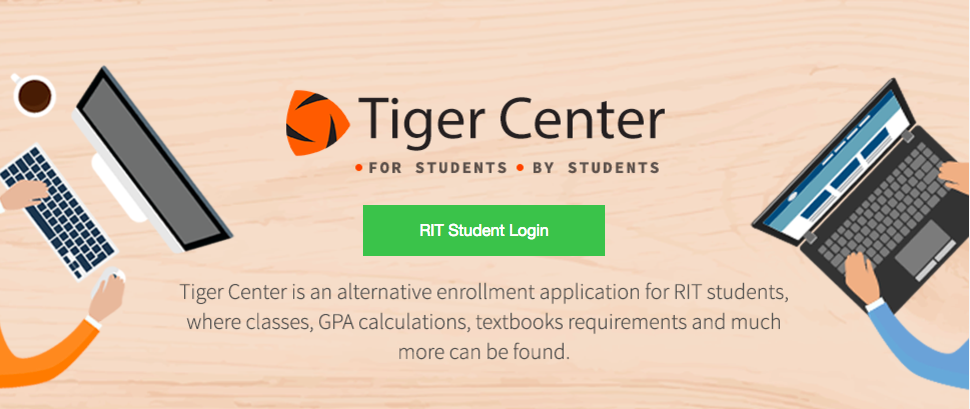 Tiger Center
• FOR STUDENTS • BY STUDENTS
RIT Student Login
Tiger Center is an alternative enrollment application for RIT students,
where classes, GPA calculations, textbooks requirements and much
more can be found.